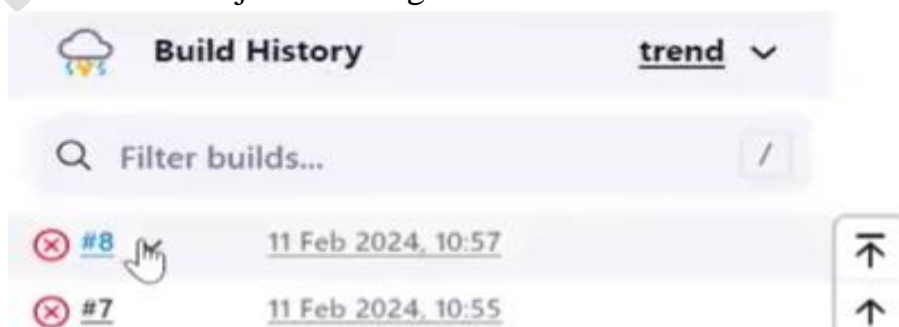 Build History trend
Filter builds... /
#8 11 Feb 2024, 10:57
#7 11 Feb 2024, 10:55